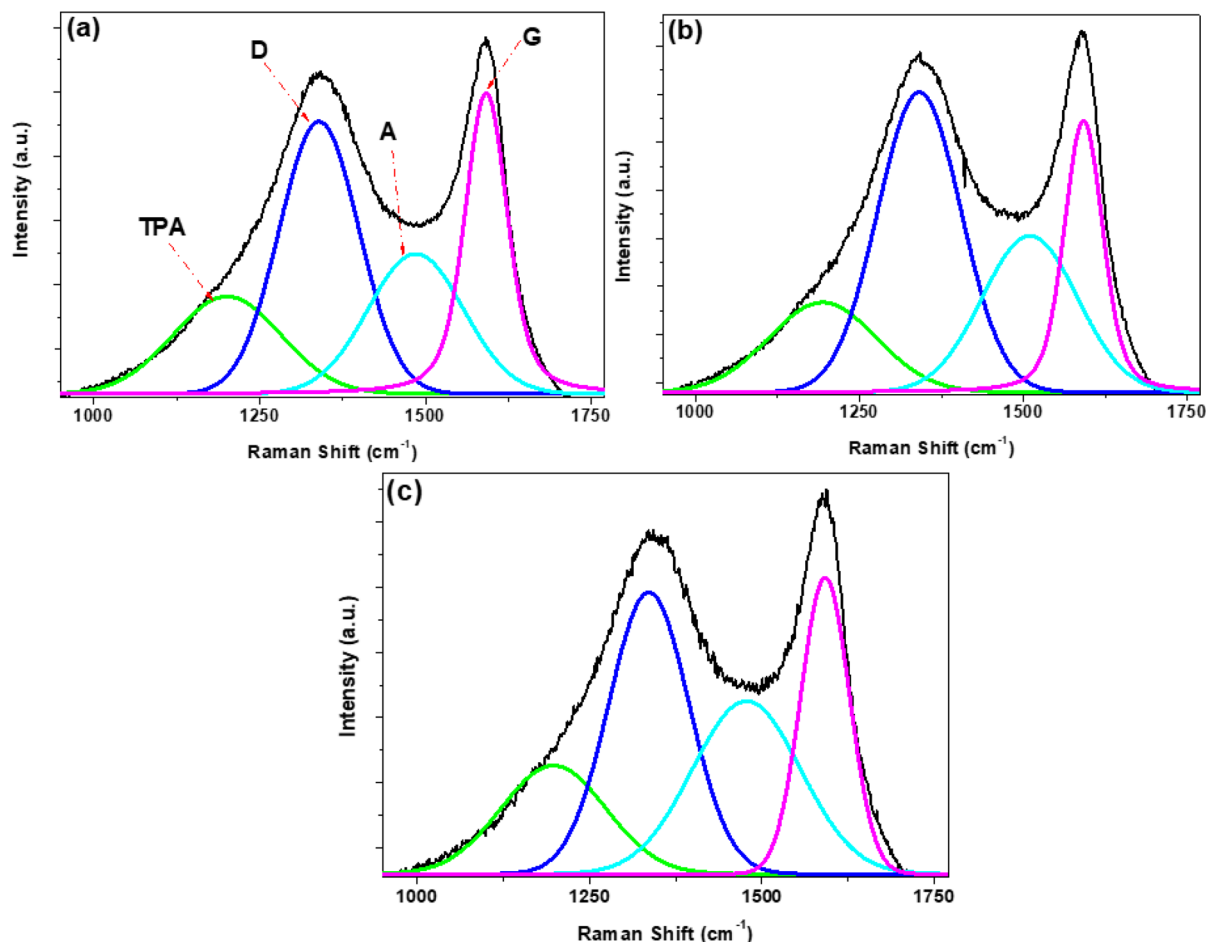 (a)
D
G
A
TPA
Intensity (a.u.)
1000 1250 1500 1750
Raman Shift (cm⁻¹)
(b)
Intensity (a.u.)
1000 1250 1500 1750
Raman Shift (cm⁻¹)
(c)
Intensity (a.u.)
1000 1250 1500 1750
Raman Shift (cm⁻¹)